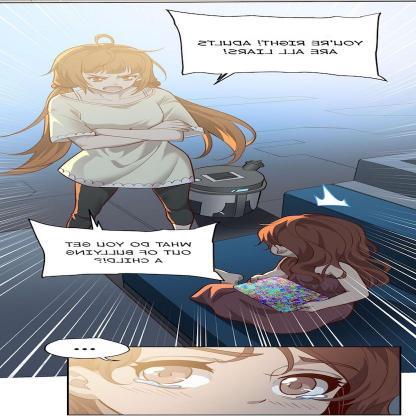 YOU'RE RIGHT! ADULTS
ARE ALL LIARS!
WHAT DO YOU GET
OUT OF BULLYING
A CHILD!?
...